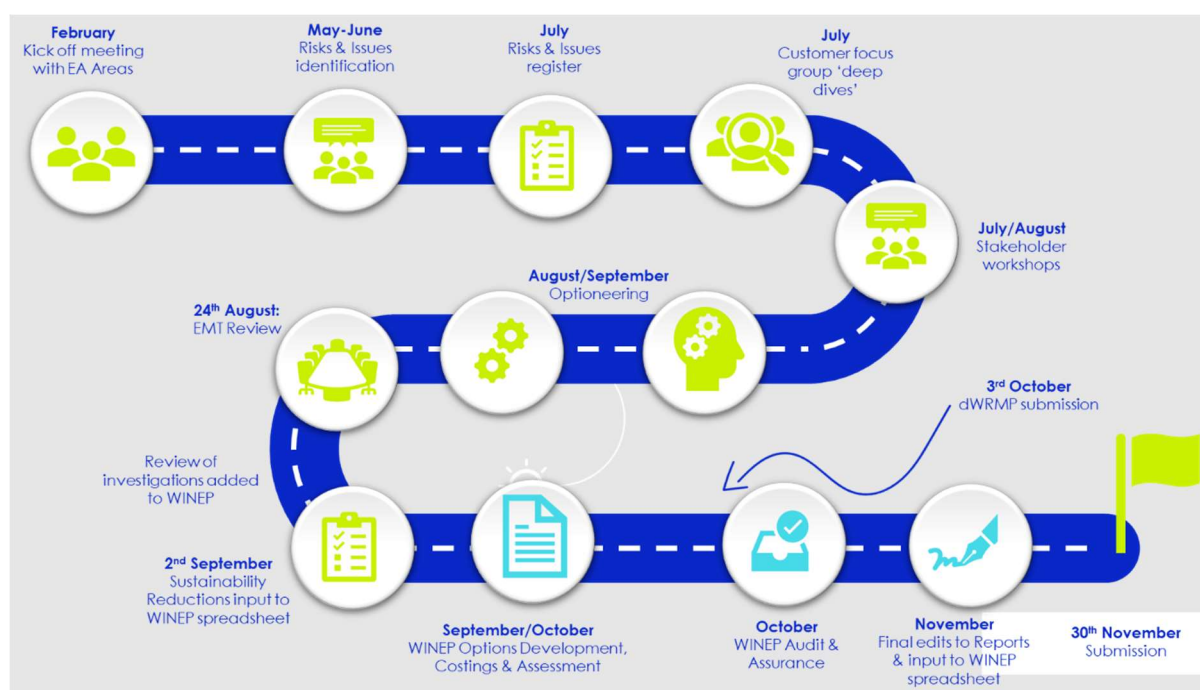 February
Kick off meeting
with EA Areas
May-June
Risks & Issues
identification
July
Risks & Issues
register
July
Customer focus
group ‘deep
dives’
July/August
Stakeholder
workshops
August/September
Optioneering
24th August:
EMT Review
Review of
investigations added
to WINEP
2nd September
Sustainability
Reductions input to
WINEP spreadsheet
September/October
WINEP Options Development,
Costings & Assessment
3rd October
dWRMP submission
October
WINEP Audit &
Assurance
November
Final edits to Reports
& input to WINEP
spreadsheet
30th November
Submission